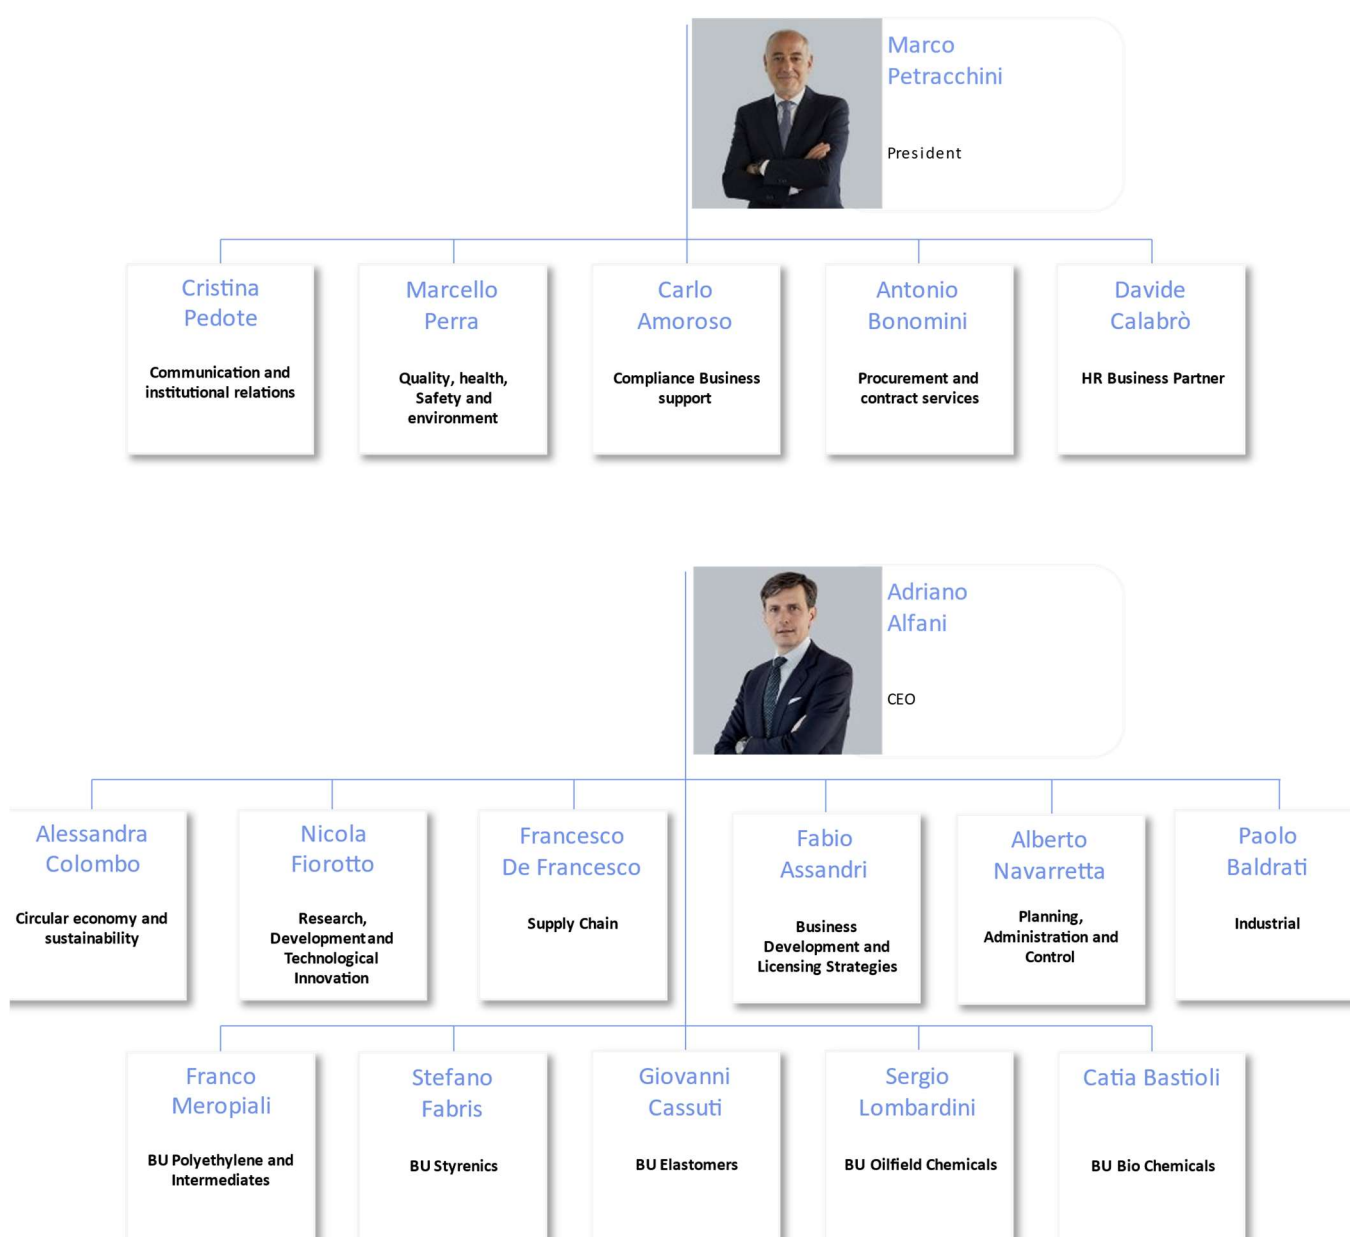 Marco
Petracchini
President
Cristina
Pedote
Communication and
institutional relations
Marcello
Perra
Quality, health,
Safety and
environment
Carlo
Amoroso
Compliance Business
support
Antonio
Bonomini
Procurement and
contract services
Davide
Calabrò
HR Business Partner
Adriano
Alfani
CEO
Alessandra
Colombo
Circular economy and
sustainability
Nicola
Fiorotto
Research,
Development and
Technological
Innovation
Francesco
De Francesco
Supply Chain
Fabio
Assandri
Business
Development and
Licensing Strategies
Alberto
Navarretta
Planning,
Administration and
Control
Paolo
Baldrati
Industrial
Franco
Meropiali
BU Polyethylene and
Intermediates
Stefano
Fabris
BU Styrenics
Giovanni
Cassuti
BU Elastomers
Sergio
Lombardini
BU Oilfield Chemicals
Catia Bastioli
BU Bio Chemicals